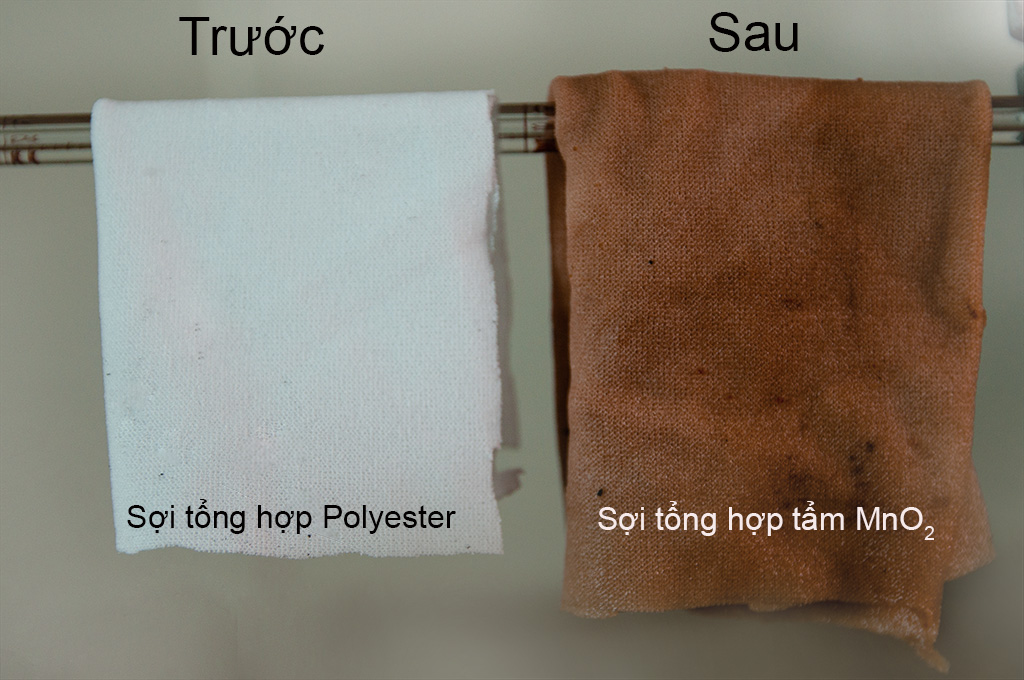 Trước
Sau
Sợi tổng hợp Polyester
Sợi tổng hợp tẩm MnO₂